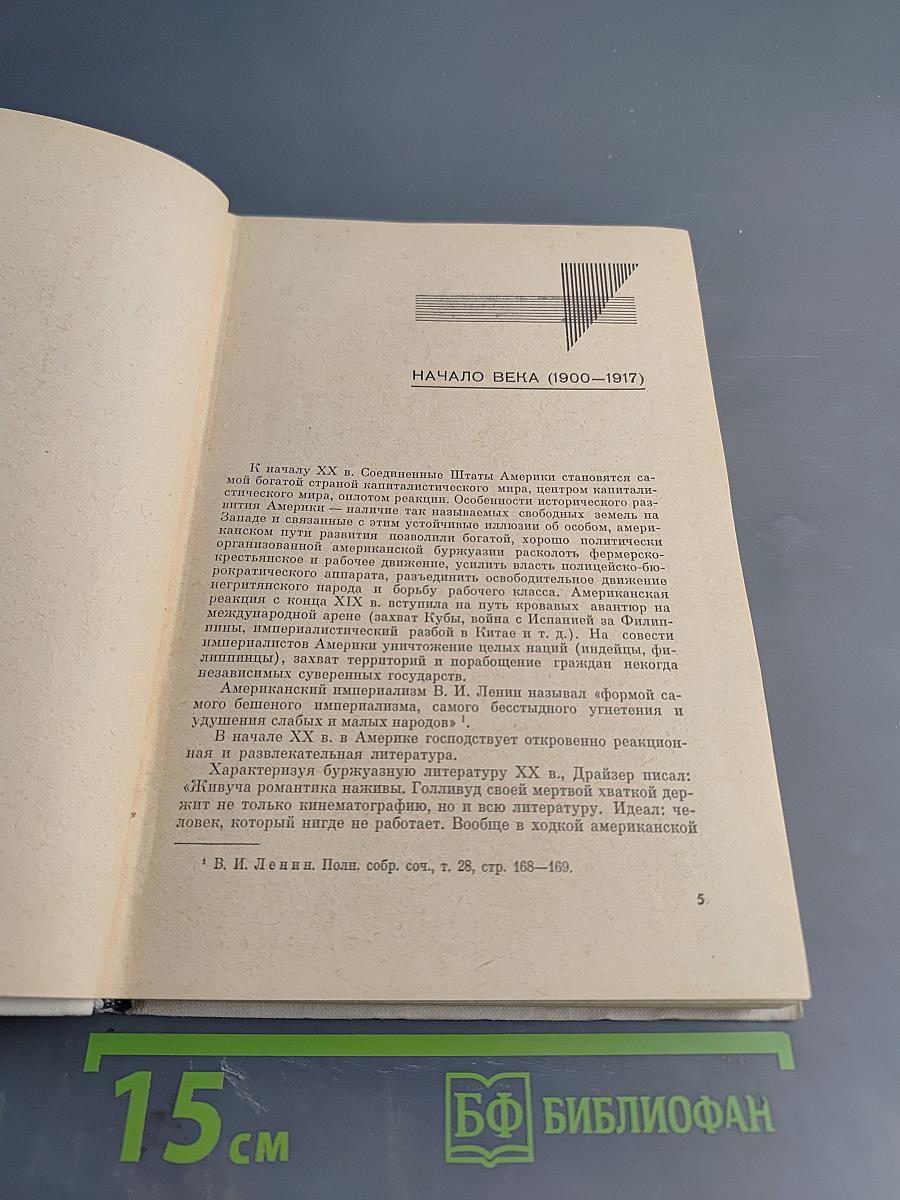 НАЧАЛО ВЕКА (1900—1917)
К началу XX в. Соединенные Штаты Америки становятся са-
мой богатой страной капиталистического мира, центром капитали-
стического мира, оплотом реакции. Особенности исторического раз-
вития Америки — наличие так называемых свободных земель на
Западе и связанные с этим устойчивые иллюзии об особом, амери-
канском пути развития позволили богатой, хорошо политически
организованной американской буржуазии расколоть фермерско-
крестьянское и рабочее движение, усилить власть полицейско-бю-
рократического аппарата, разъединить освободительное движение
негритянского народа и борьбу рабочего класса. Американская
реакция с конца XIX в. вступила на путь кровавых авантюр на
международной арене (захват Кубы, война с Испанией за Филип-
пины, империалистический разбой в Китае и т. д.). На совести
империалистов Америки уничтожение целых наций (индейцы, фи-
липпинцы), захват территорий и порабощение граждан некогда
независимых суверенных государств.
Американский империализм В. И. Ленин называл «формой са-
мого бешеного империализма, самого бесстыдного угнетения и
удушения слабых и малых народов» ¹.
В начале XX в. в Америке господствует откровенно реакцион-
ная и развлекательная литература.
Характеризуя буржуазную литературу XX в., Драйзер писал:
«Живуча романтика наживы. Голливуд своей мертвой хваткой дер-
жит не только кинематографию, но и всю литературу. Идеал: че-
ловек, который нигде не работает. Вообще в ходкой американской
¹ В. И. Ленин. Полн. собр. соч., т. 28, стр. 168—169.
5
15 см
БФ БИБЛИОФАН